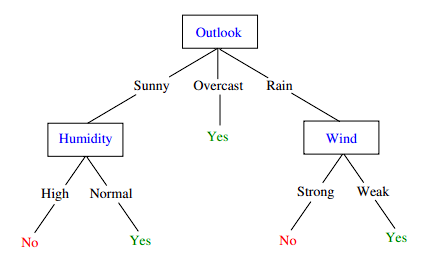 Outlook
Sunny Overcast Rain
Humidity Yes Wind
High Normal Strong Weak
No Yes No Yes